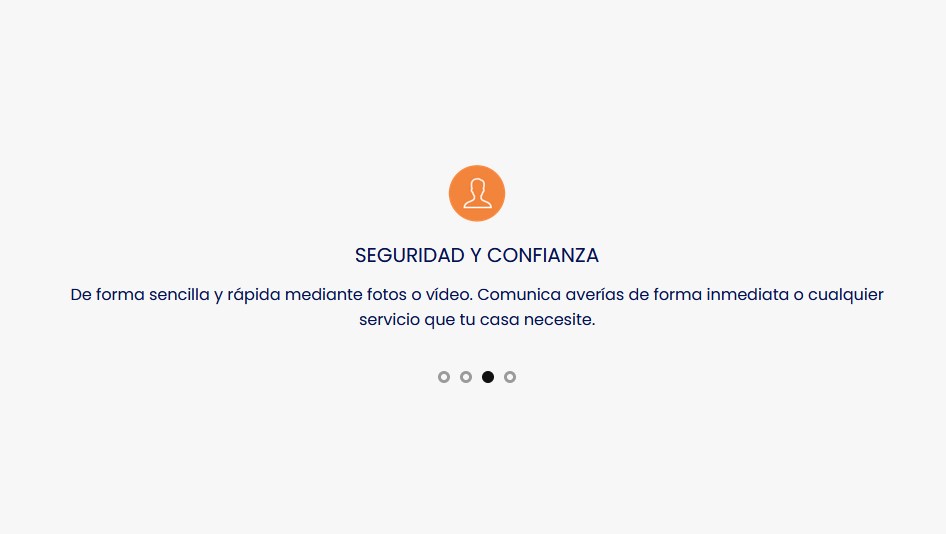 SEGURIDAD Y CONFIANZA
De forma sencilla y rápida mediante fotos o vídeo. Comunica averías de forma inmediata o cualquier
servicio que tu casa necesite.